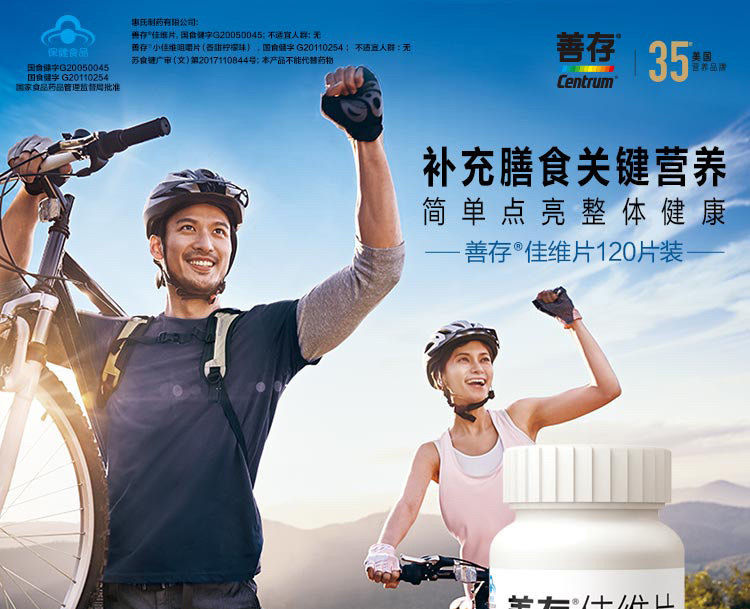 保健食品
国食健字G20050045
国食健字G20110254
国家食品药品管理监督局批准
惠氏制药有限公司:
善存®佳维片, 国食健字G20050045; 不适宜人群: 无
善存®小佳维咀嚼片(香甜柠檬味), 国食健字G20110254; 不适宜人群: 无
苏食健广审(文)第2017110844号; 本产品不能代替药物
善存®
Centrum®
35
美国
营养品牌
补充膳食关键营养
简单点亮整体健康
善存®佳维片120片装
善存®佳维片